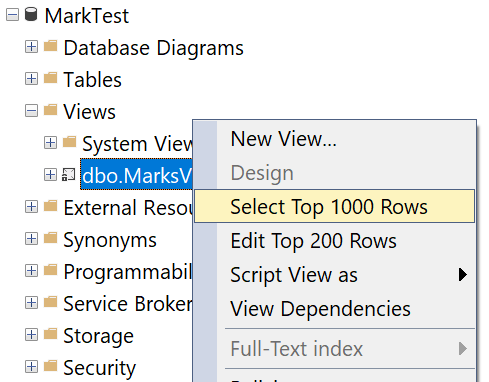 MarkTest
Database Diagrams
Tables
Views
System View
dbo.MarksV
External Resou
Synonyms
Programmabil
Service Broker
Storage
Security
New View...
Design
Select Top 1000 Rows
Edit Top 200 Rows
Script View as
View Dependencies
Full-Text index